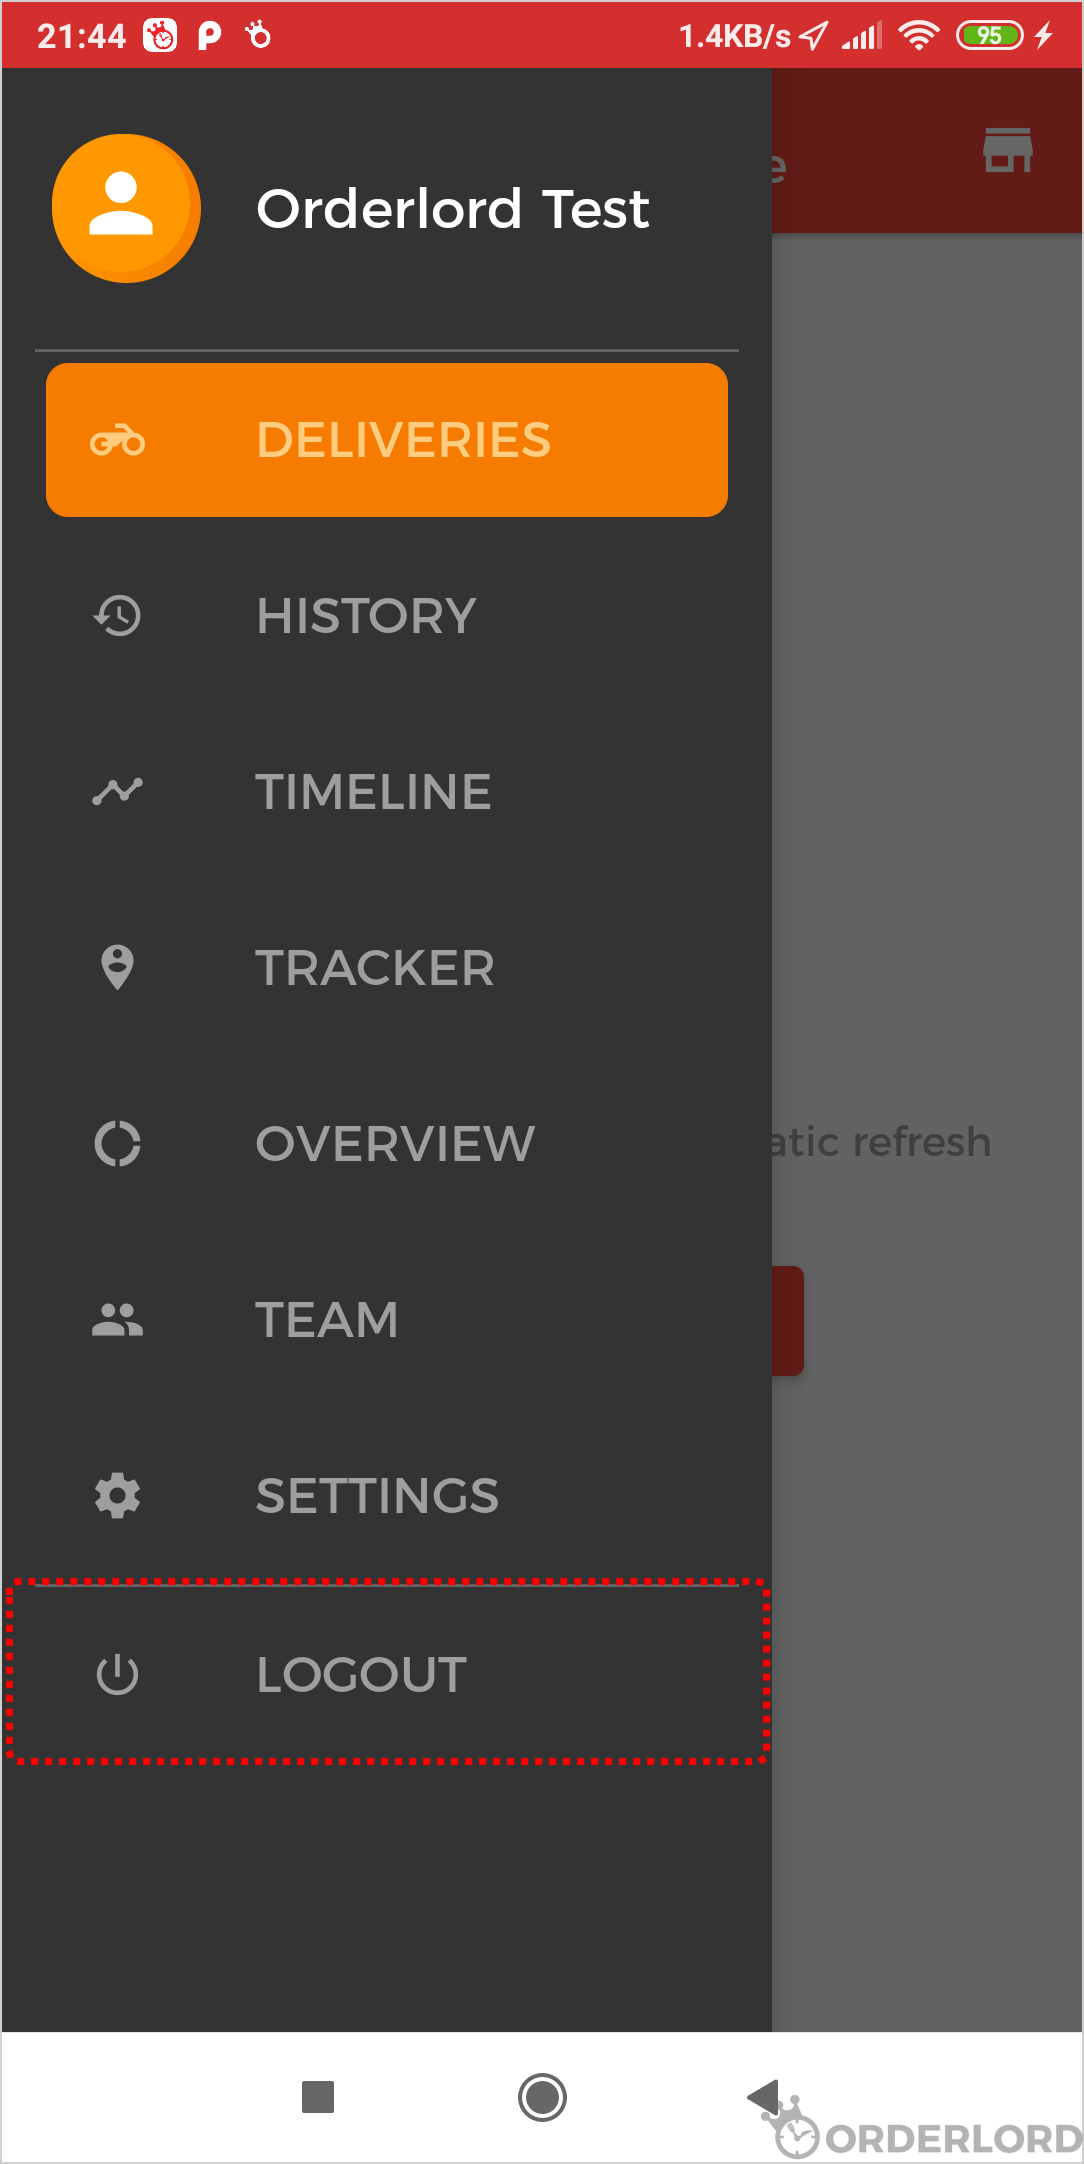 21:44 1.4KB/s 95
e
Orderlord Test
DELIVERIES
HISTORY
TIMELINE
TRACKER
OVERVIEW
atic refresh
TEAM
SETTINGS
LOGOUT
ORDERLORD